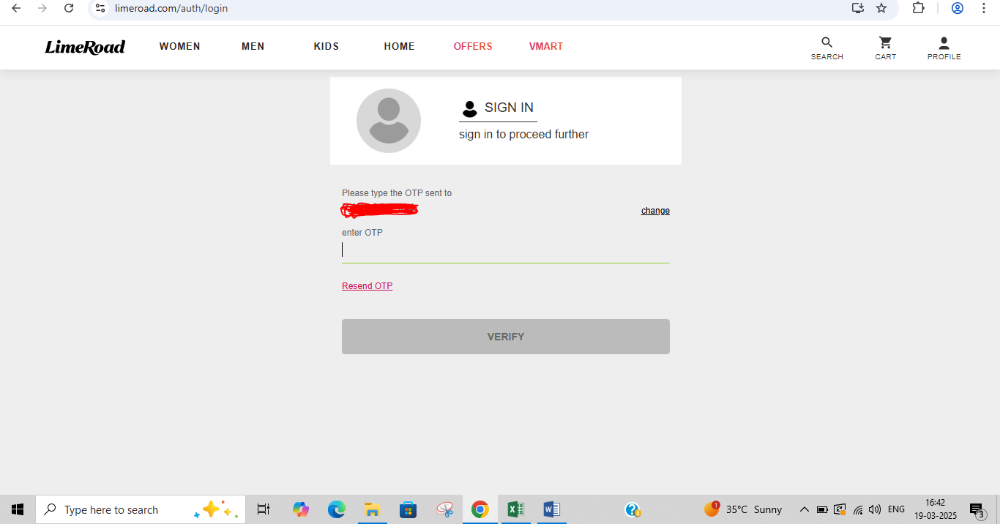 limeroad.com/auth/login
LimeRoad WOMEN MEN KIDS HOME OFFERS VMART SEARCH CART PROFILE
SIGN IN
sign in to proceed further
Please type the OTP sent to
change
enter OTP
Resend OTP
VERIFY
Type here to search 1 35°C Sunny ENG 16:42
19-03-2025 3